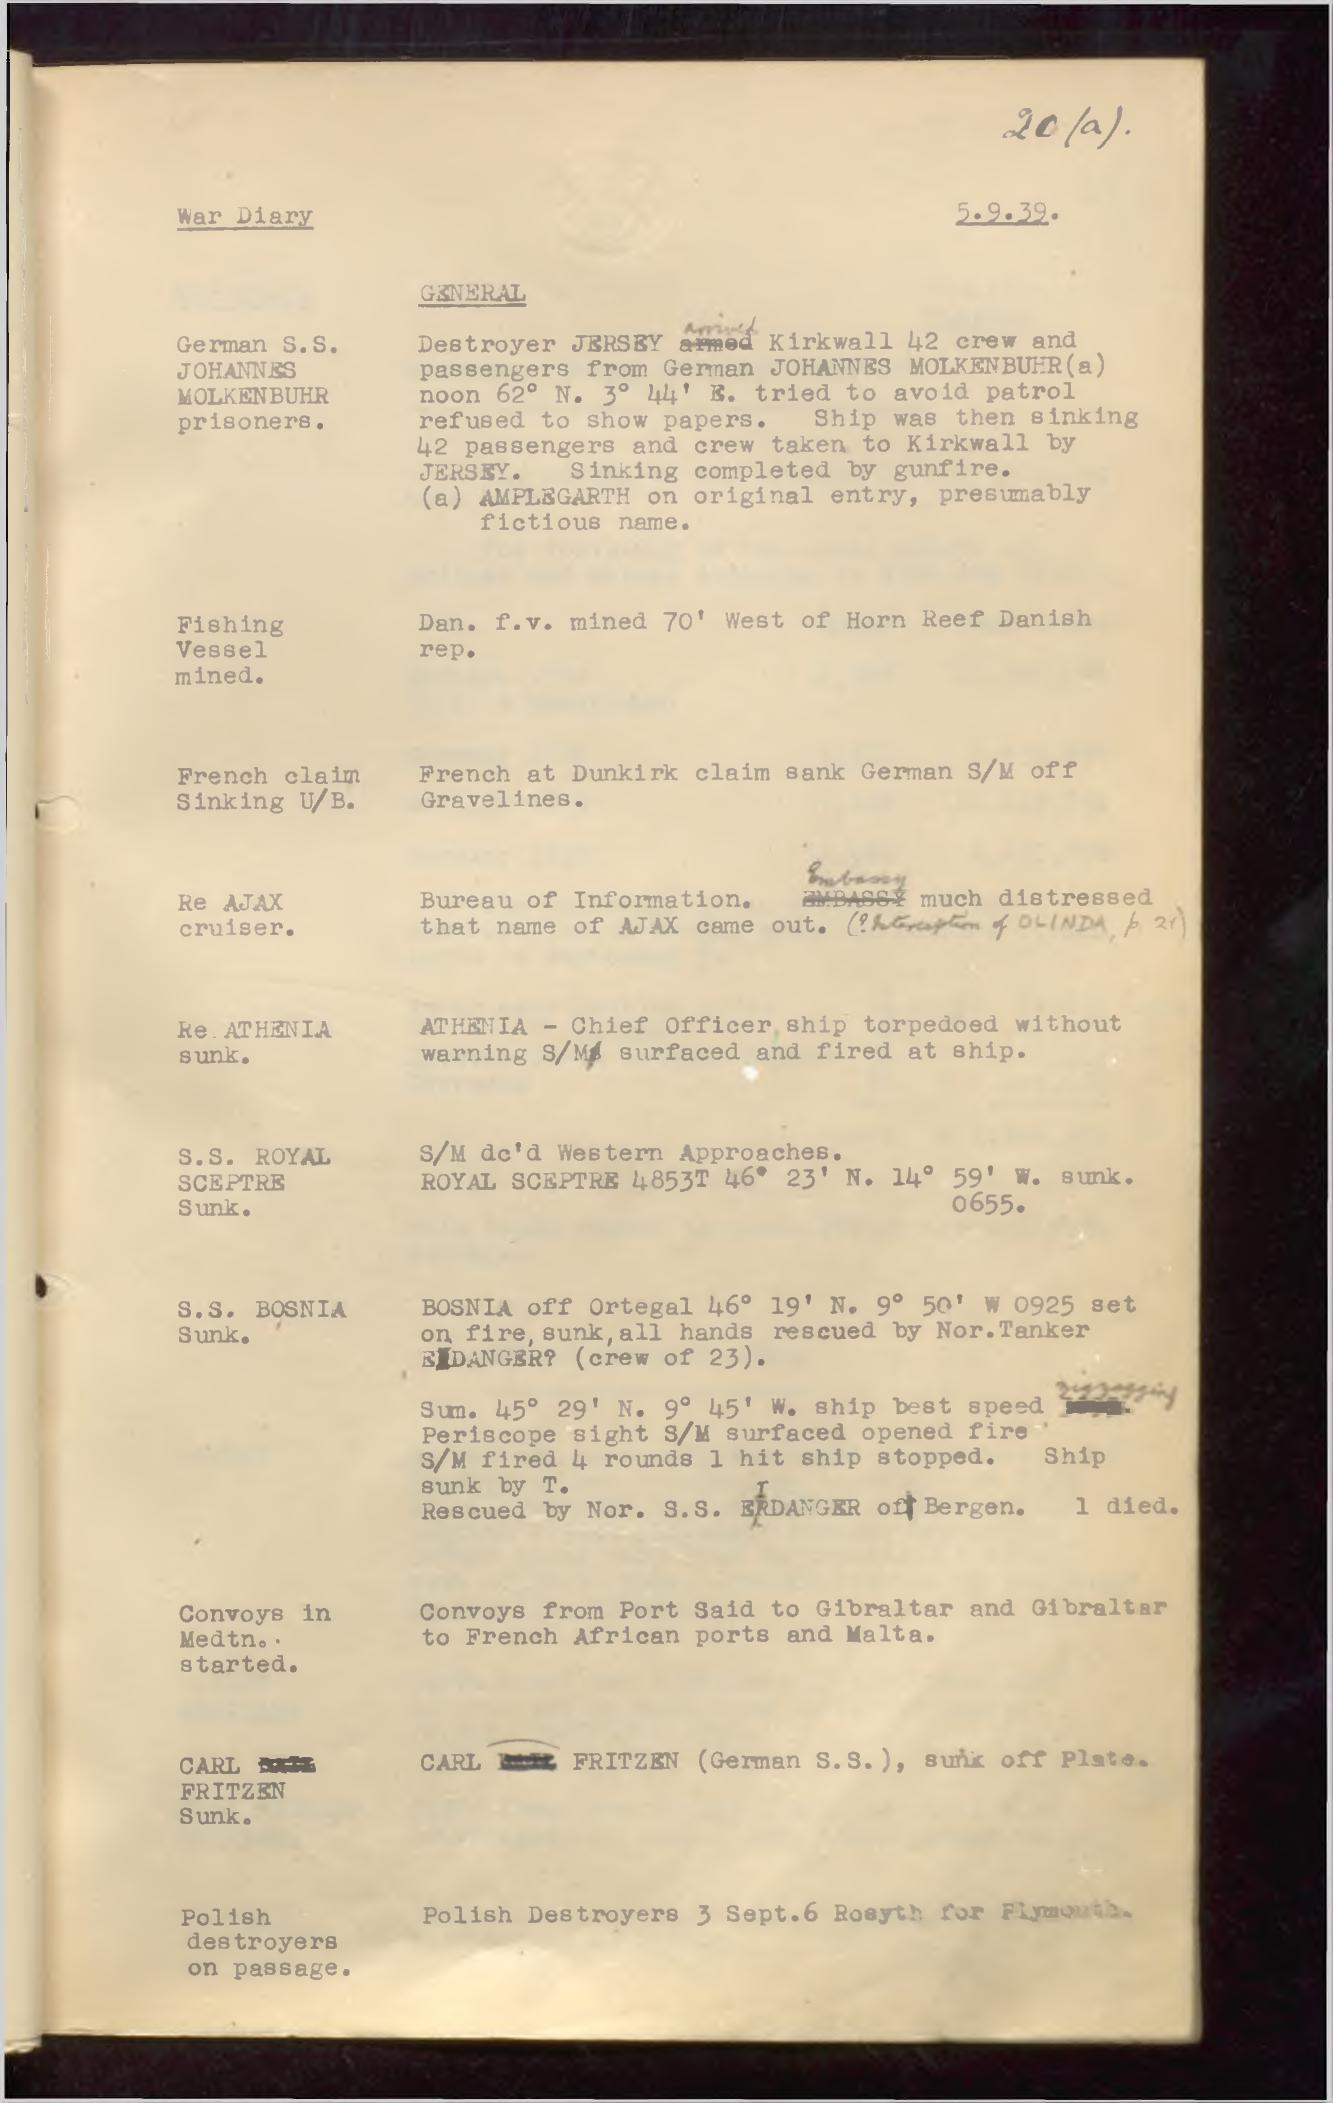 20(a).
War Diary
5.9.39.
GENERAL
German S.S.
JOHANNES
MOLKENBUHR
prisoners.
arrived
Destroyer JERSEY armed Kirkwall 42 crew and
passengers from German JOHANNES MOLKENBUHR(a)
noon 62° N. 3° 44' E. tried to avoid patrol
refused to show papers. Ship was then sinking
42 passengers and crew taken to Kirkwall by
JERSEY. Sinking completed by gunfire.
(a) AMPLEGARTH on original entry, presumably
fictious name.
Fishing
Vessel
mined.
Dan. f.v. mined 70' West of Horn Reef Danish
rep.
French claim
Sinking U/B.
French at Dunkirk claim sank German S/M off
Gravelines.
Re AJAX
cruiser.
Embassy
Bureau of Information. EMBASSY much distressed
that name of AJAX came out. (? Interception of OLINDA, p. 21)
Re ATHENIA
sunk.
ATHENIA - Chief Officer ship torpedoed without
warning S/M surfaced and fired at ship.
S.S. ROYAL
SCEPTRE
Sunk.
S/M dc'd Western Approaches.
ROYAL SCEPTRE 4853T 46° 23' N. 14° 59' W. sunk.
0655.
S.S. BOSNIA
Sunk.
BOSNIA off Ortegal 46° 19' N. 9° 50' W 0925 set
on fire, sunk, all hands rescued by Nor.Tanker
EIDANGER? (crew of 23).
zigzagging
Sum. 45° 29' N. 9° 45' W. ship best speed .
Periscope sight S/M surfaced opened fire
S/M fired 4 rounds 1 hit ship stopped. Ship
sunk by T.
I
Rescued by Nor. S.S. ERDANGER of Bergen. 1 died.
Convoys in
Medtn.
started.
Convoys from Port Said to Gibraltar and Gibraltar
to French African ports and Malta.
CARL
FRITZEN
Sunk.
CARL FRITZEN (German S.S.), sunk off Plate.
Polish
destroyers
on passage.
Polish Destroyers 3 Sept.6 Rosyth for Plymouth.